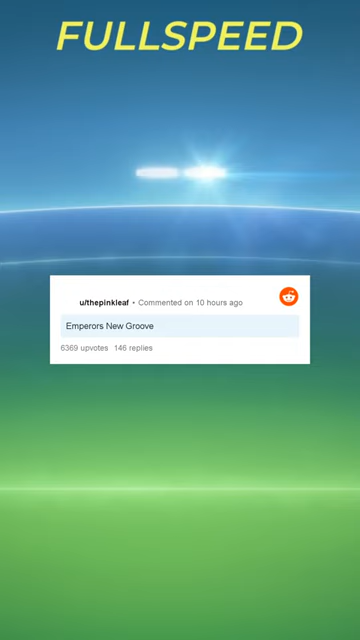 FULLSPEED
u/thepinkleaf • Commented on 10 hours ago
Emperors New Groove
6369 upvotes 146 replies